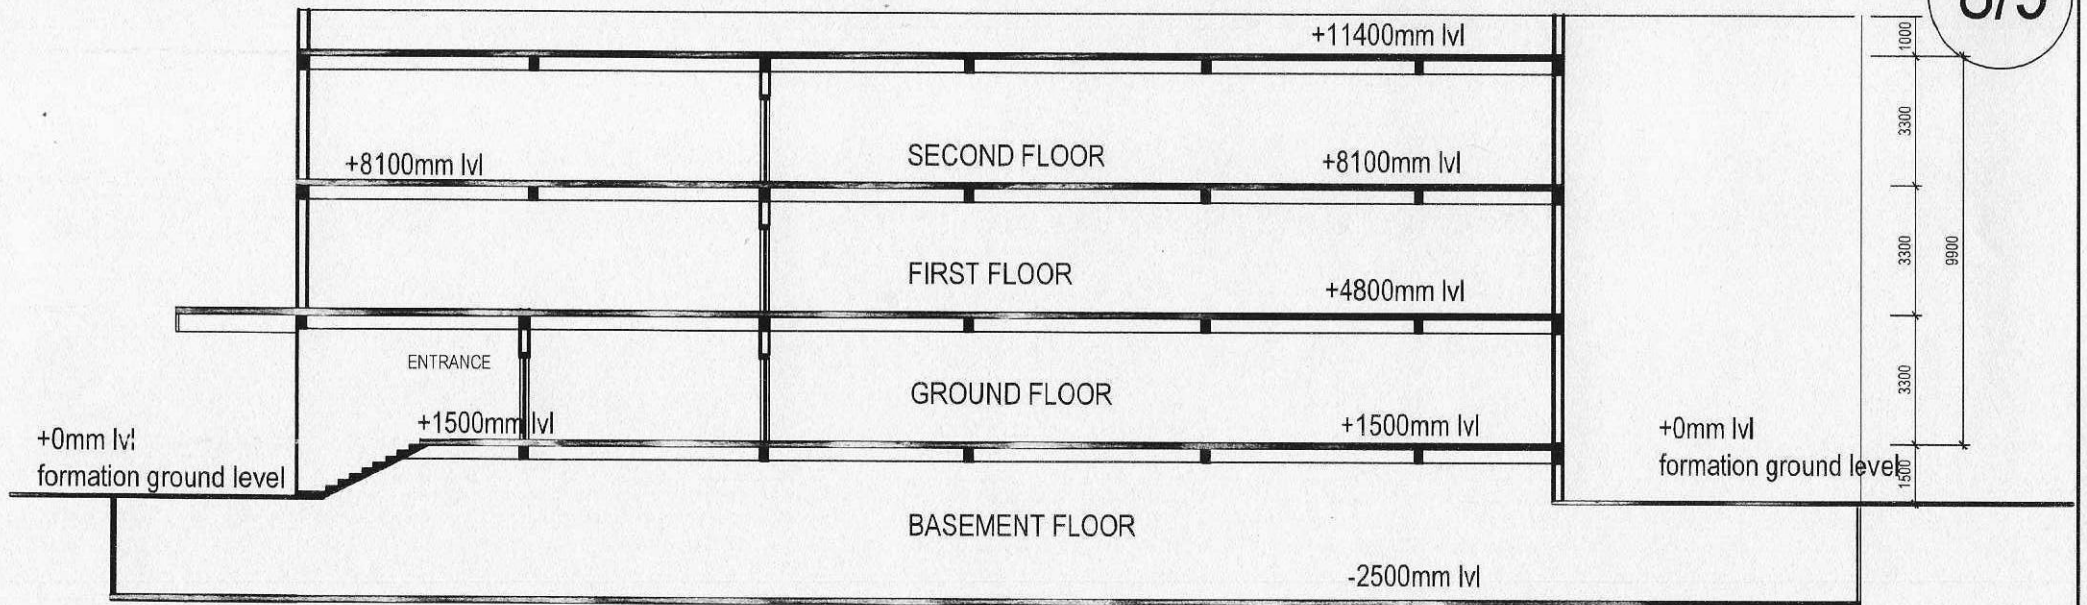 +11400mm lvl
1000
3300
SECOND FLOOR
+8100mm lvl
+8100mm lvl
FIRST FLOOR
3300
9900
+4800mm lvl
ENTRANCE
GROUND FLOOR
3300
+1500mm lvl
+1500mm lvl
+0mm lvl
formation ground level
+0mm lvl
formation ground level
1500
BASEMENT FLOOR
-2500mm lvl